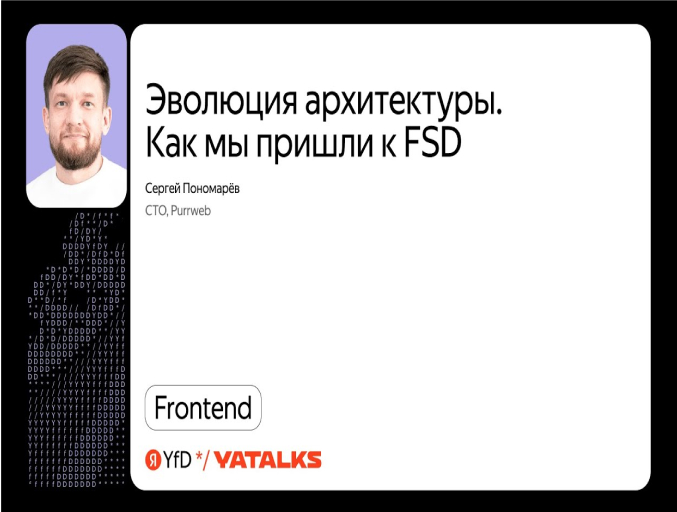 Эволюция архитектуры.
Как мы пришли к FSD
Сергей Пономарёв
CTO, Purrweb
Frontend
Я YfD */ YATALKS